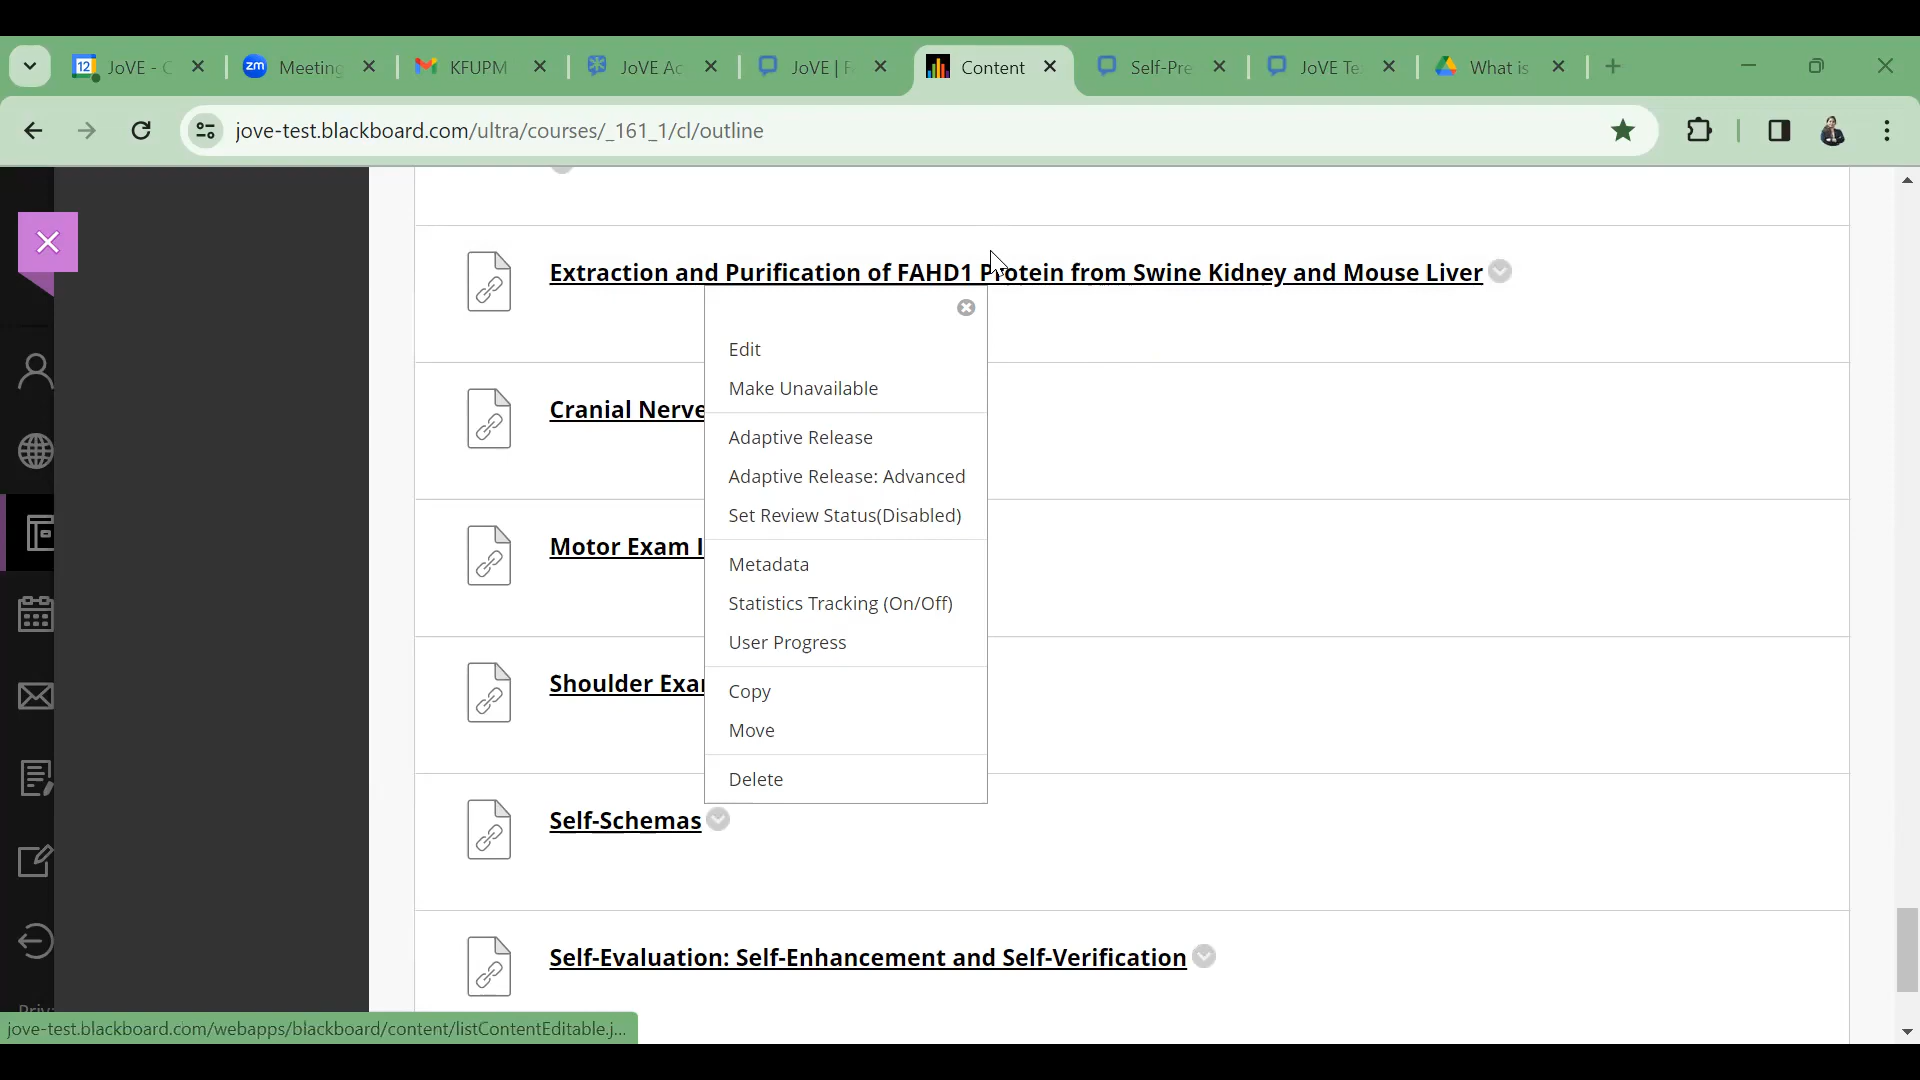 12 JoVE - C
zm Meeting
KFUPM
JoVE Ac
JoVE | F
Content
Self-Pre
JoVE Te
What is
jove-test.blackboard.com/ultra/courses/_161_1/cl/outline
Extraction and Purification of FAHD1 Protein from Swine Kidney and Mouse Liver
Edit
Make Unavailable
Cranial Nerve
Adaptive Release
Adaptive Release: Advanced
Set Review Status(Disabled)
Motor Exam I
Metadata
Statistics Tracking (On/Off)
User Progress
Shoulder Exa
Copy
Move
Delete
Self-Schemas
Self-Evaluation: Self-Enhancement and Self-Verification
jove-test.blackboard.com/webapps/blackboard/content/listContentEditable.j...